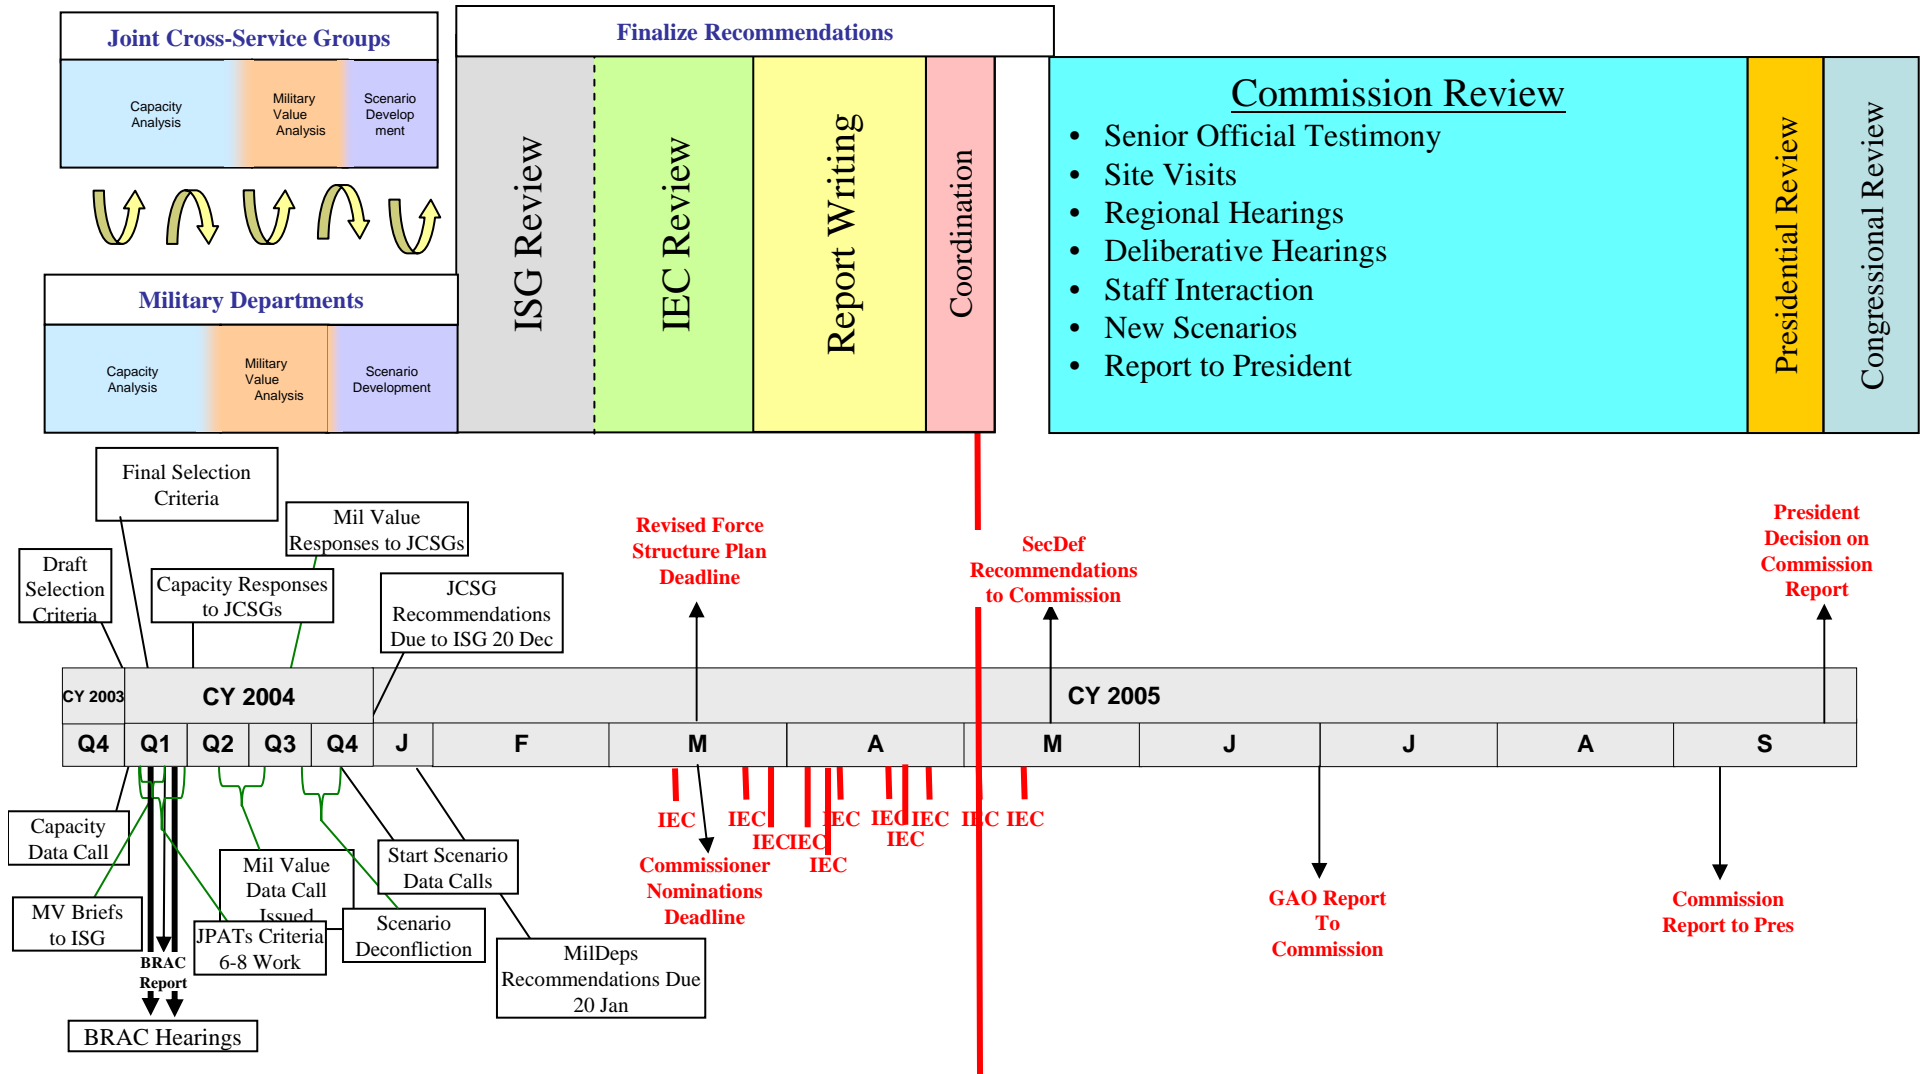 Joint Cross-Service Groups
Finalize Recommendations
Capacity
Analysis
Military
Value
Analysis
Scenario
Develop
ment
Military Departments
Capacity
Analysis
Military
Value
Analysis
Scenario
Development
ISG Review
IEC Review
Report Writing
Coordination
Commission Review
• Senior Official Testimony
• Site Visits
• Regional Hearings
• Deliberative Hearings
• Staff Interaction
• New Scenarios
• Report to President
Presidential Review
Congressional Review
Final Selection
Criteria
Mil Value
Responses to JCSGs
Draft
Selection
Criteria
Capacity Responses
to JCSGs
JCSG
Recommendations
Due to ISG 20 Dec
Revised Force
Structure Plan
Deadline
SecDef
Recommendations
to Commission
President
Decision on
Commission
Report
CY 2003
CY 2004
CY 2005
Q4 Q1 Q2 Q3 Q4 J F M A M J J A S
IEC IEC IEC IEC IEC IEC IEC IEC IEC IEC IEC
Capacity
Data Call
MV Briefs
to ISG
BRAC
Report
BRAC Hearings
Mil Value
Data Call
Issued
JPATs Criteria
6-8 Work
Start Scenario
Data Calls
Scenario
Deconfliction
MilDeps
Recommendations Due
20 Jan
Commissioner
Nominations
Deadline
GAO Report
To
Commission
Commission
Report to Pres